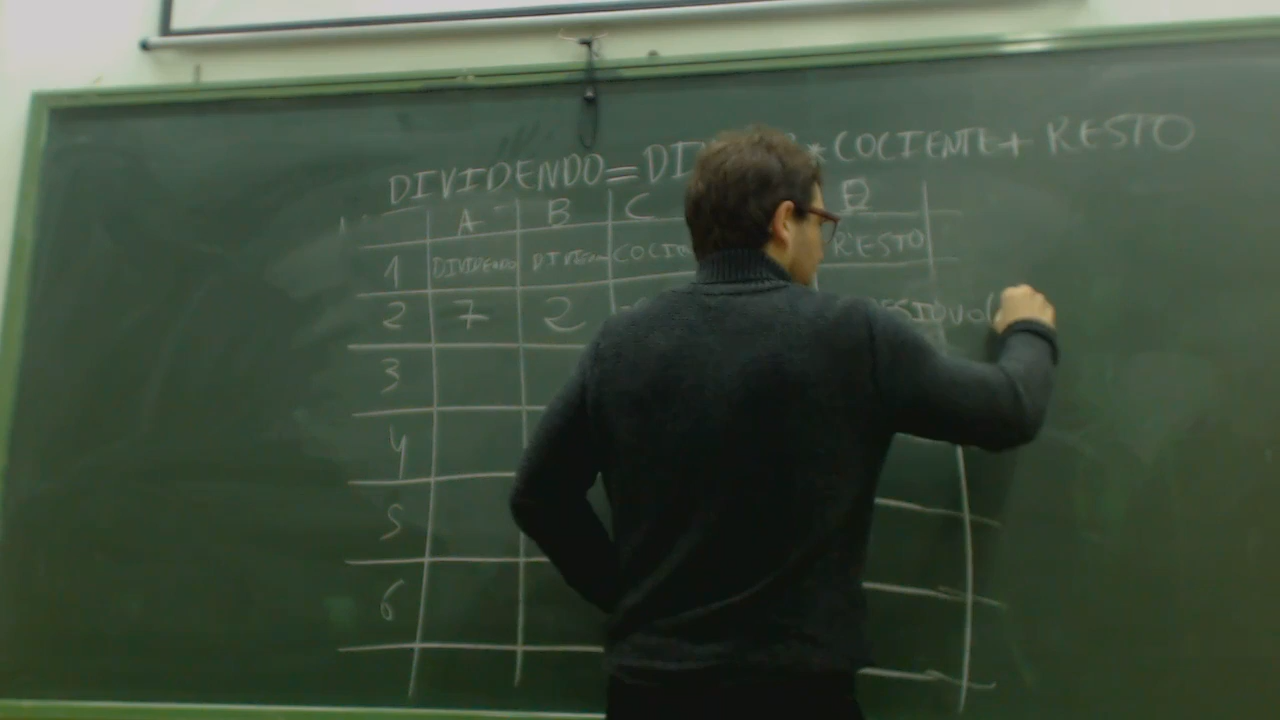 DIVIDENDO = * COCIENTE + RESTO
A B C
1 DIVIDENDO RESTO
2 7 2
3
4
5
6